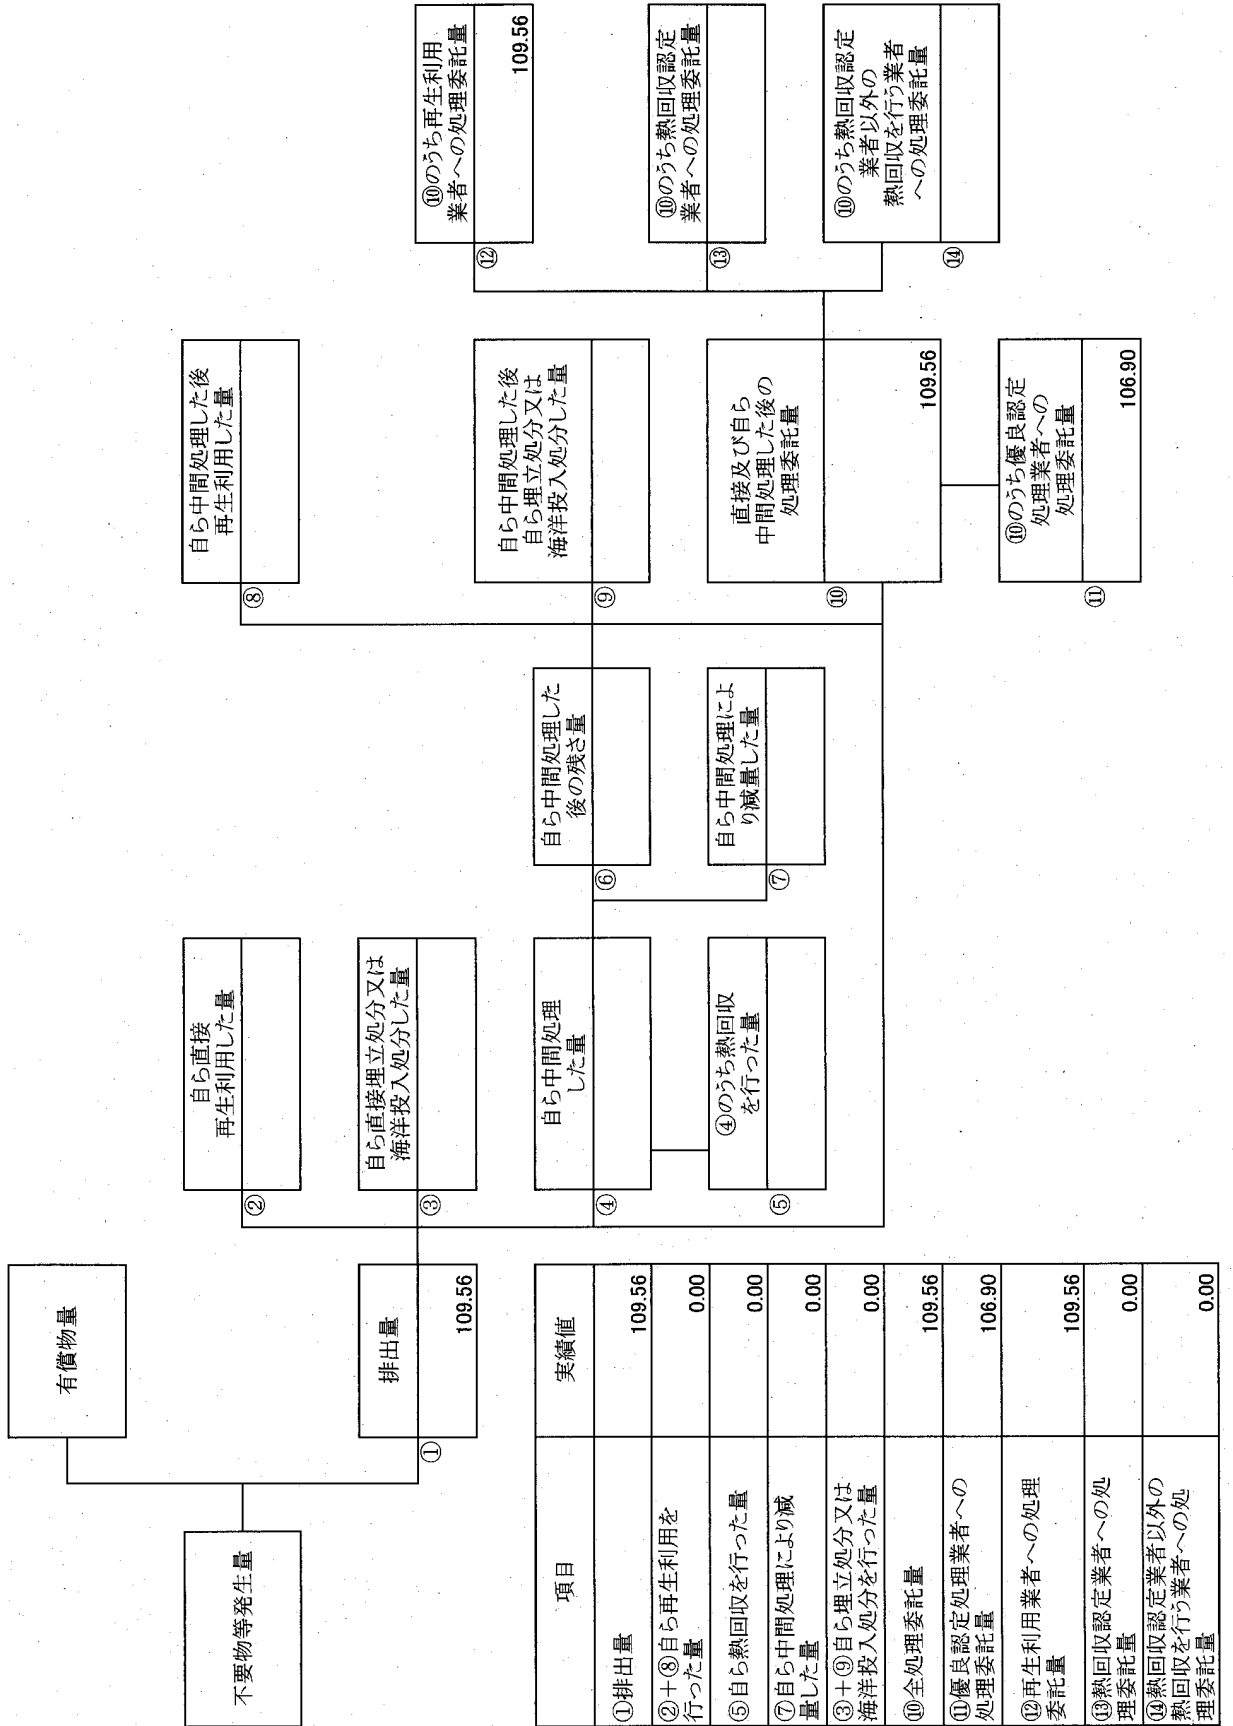 不要物等発生量
有償物量
排出量
①
109.56
自ら直接
再生利用した量
②
自ら直接埋立処分又は
海洋投入処分した量
③
自ら中間処理
した量
④
④のうち熱回収
を行った量
⑤
自ら中間処理した
後の残さ量
⑥
自ら中間処理によ
り減量した量
⑦
自ら中間処理した後
再生利用した量
⑧
自ら中間処理した後
自ら埋立処分又は
海洋投入処分した量
⑨
直接及び自ら
中間処理した後の
処理委託量
⑩
109.56
⑩のうち優良認定
処理業者への
処理委託量
⑪
106.90
⑩のうち再生利用
業者への処理委託量
⑫
109.56
⑩のうち熱回収認定
業者への処理委託量
⑬
⑩のうち熱回収認定
業者以外の
熱回収を行う業者
への処理委託量
⑭
項目 実績値
①排出量 109.56
②+⑧自ら再生利用を
行った量 0.00
⑤自ら熱回収を行った量 0.00
⑦自ら中間処理により減
量した量 0.00
③+⑨自ら埋立処分又は
海洋投入処分を行った量 0.00
⑩全処理委託量 109.56
⑪優良認定処理業者への
処理委託量 106.90
⑫再生利用業者への処理
委託量 109.56
⑬熱回収認定業者への処
理委託量 0.00
⑭熱回収認定業者以外の
熱回収を行う業者への処
理委託量 0.00